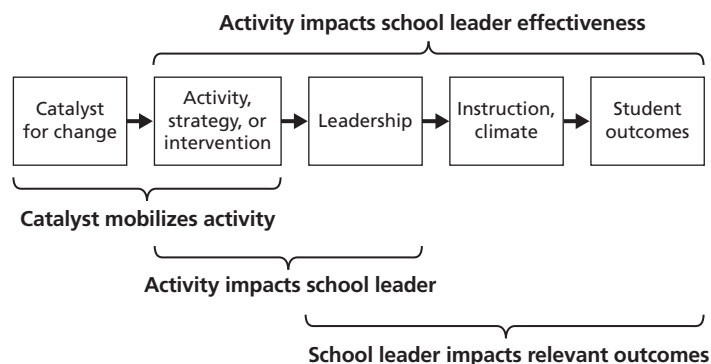 Activity impacts school leader effectiveness
Catalyst
for change
Activity,
strategy, or
intervention
Leadership
Instruction,
climate
Student
outcomes
Catalyst mobilizes activity
Activity impacts school leader
School leader impacts relevant outcomes